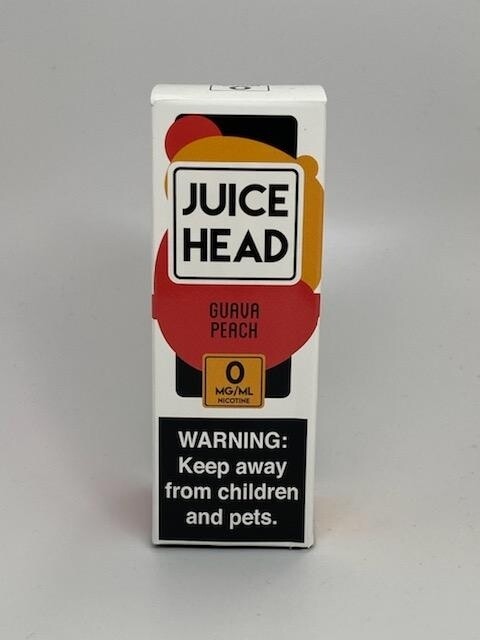 JUICE
HEAD
GUAVA
PEACH
0
MG/ML
NICOTINE
WARNING:
Keep away
from children
and pets.